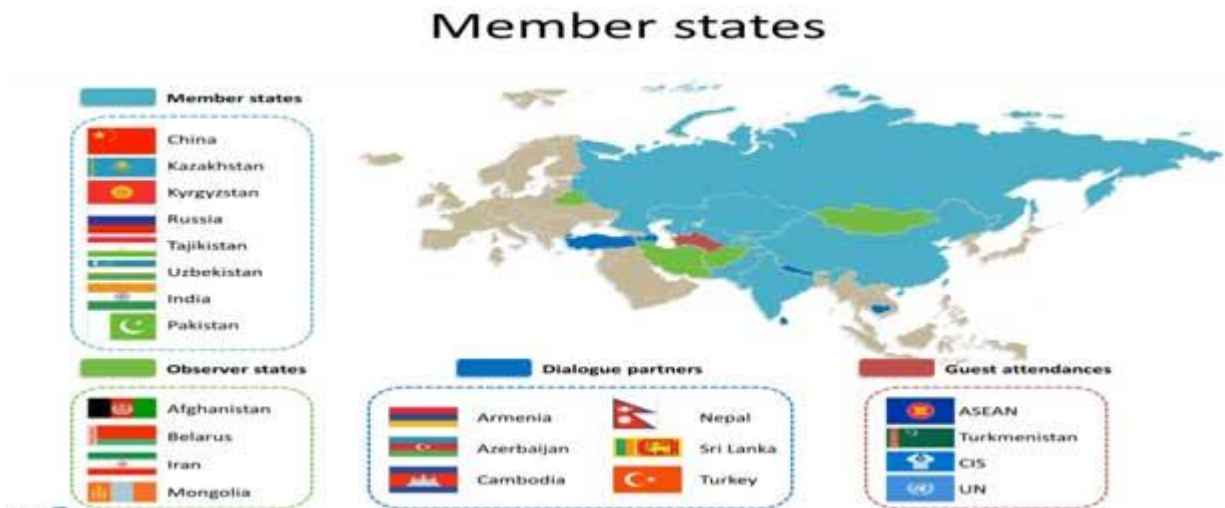 Member states
Member states
China
Kazakhstan
Kyrgyzstan
Russia
Tajikistan
Uzbekistan
India
Pakistan
Observer states
Afghanistan
Belarus
Iran
Mongolia
Dialogue partners
Armenia
Azerbaijan
Cambodia
Nepal
Sri Lanka
Turkey
Guest attendances
ASEAN
Turkmenistan
CIS
UN